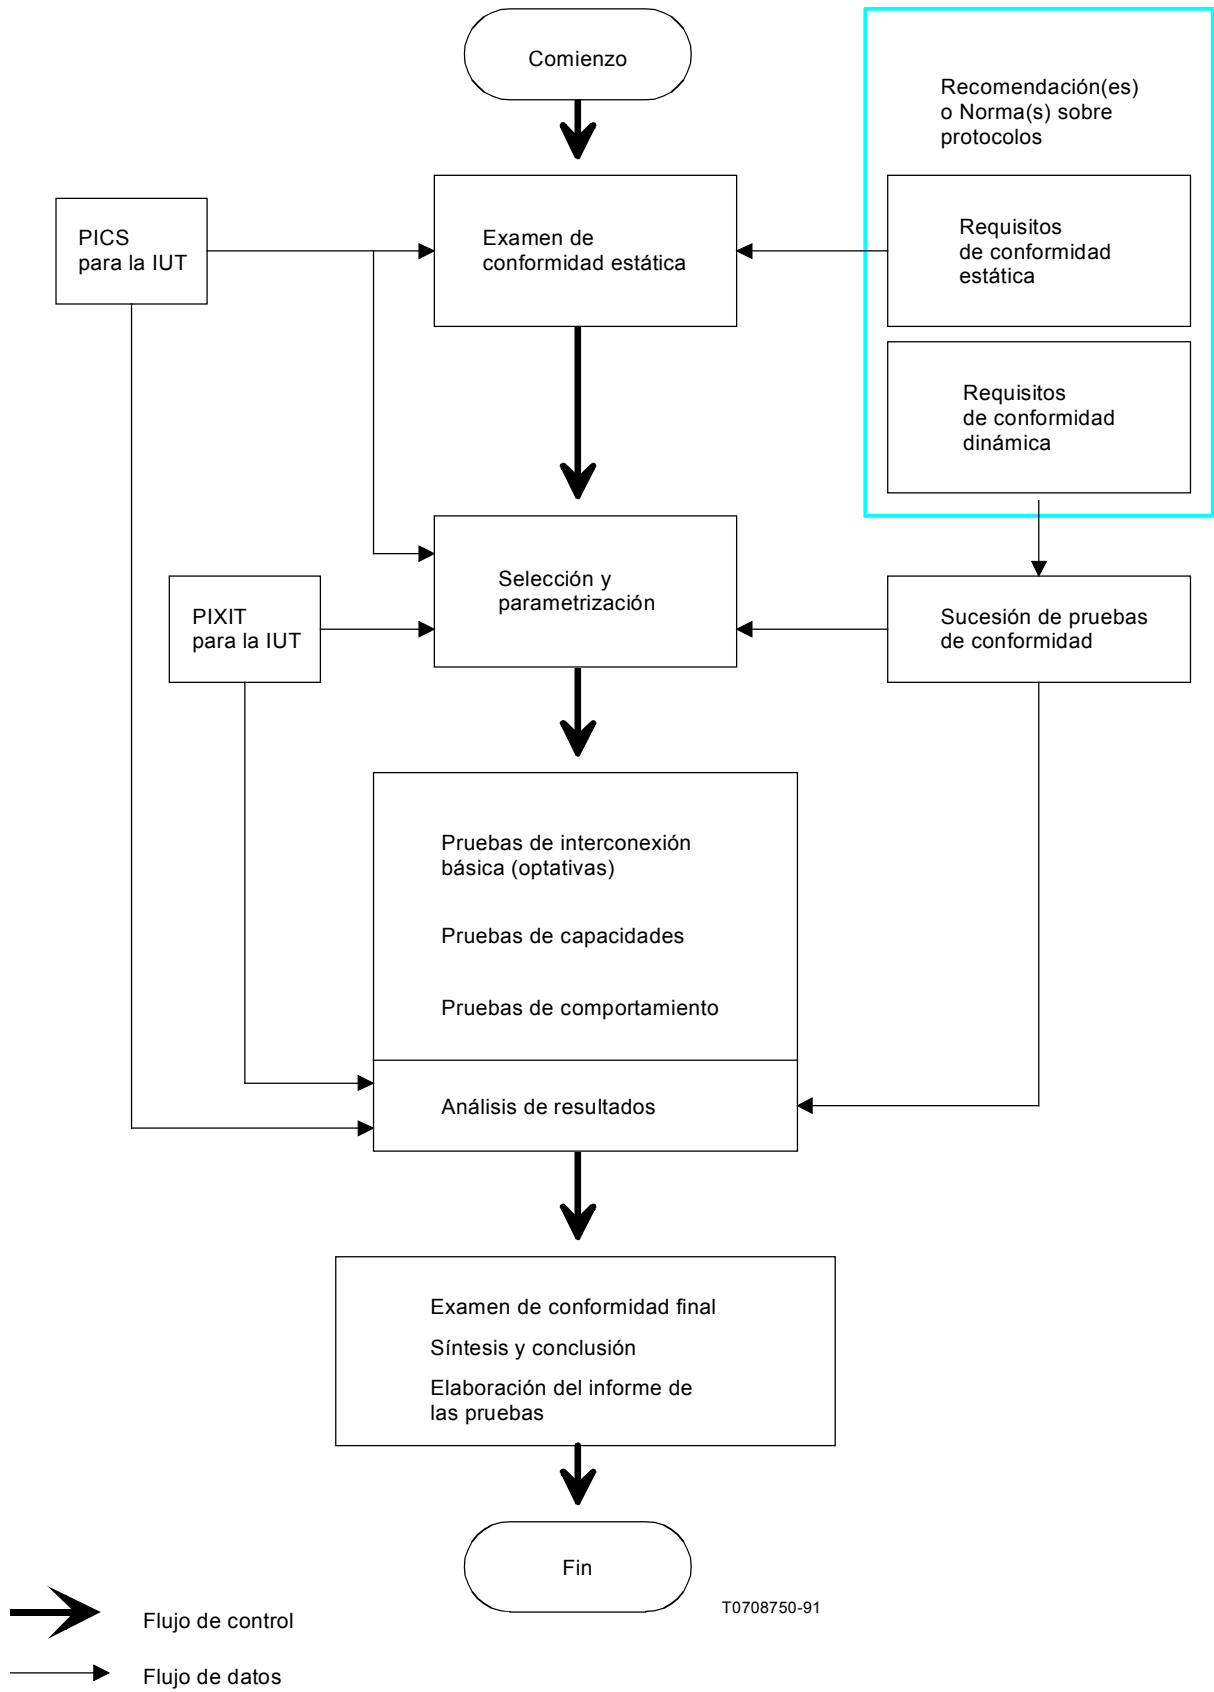 Comienzo
Recomendación(es)
o Norma(s) sobre
protocolos
PICS
para la IUT
Examen de
conformidad estática
Requisitos
de conformidad
estática
Requisitos
de conformidad
dinámica
PIXIT
para la IUT
Selección y
parametrización
Sucesión de pruebas
de conformidad
Pruebas de interconexión
básica (optativas)
Pruebas de capacidades
Pruebas de comportamiento
Análisis de resultados
Examen de conformidad final
Síntesis y conclusión
Elaboración del informe de
las pruebas
Fin
T0708750-91
Flujo de control
Flujo de datos